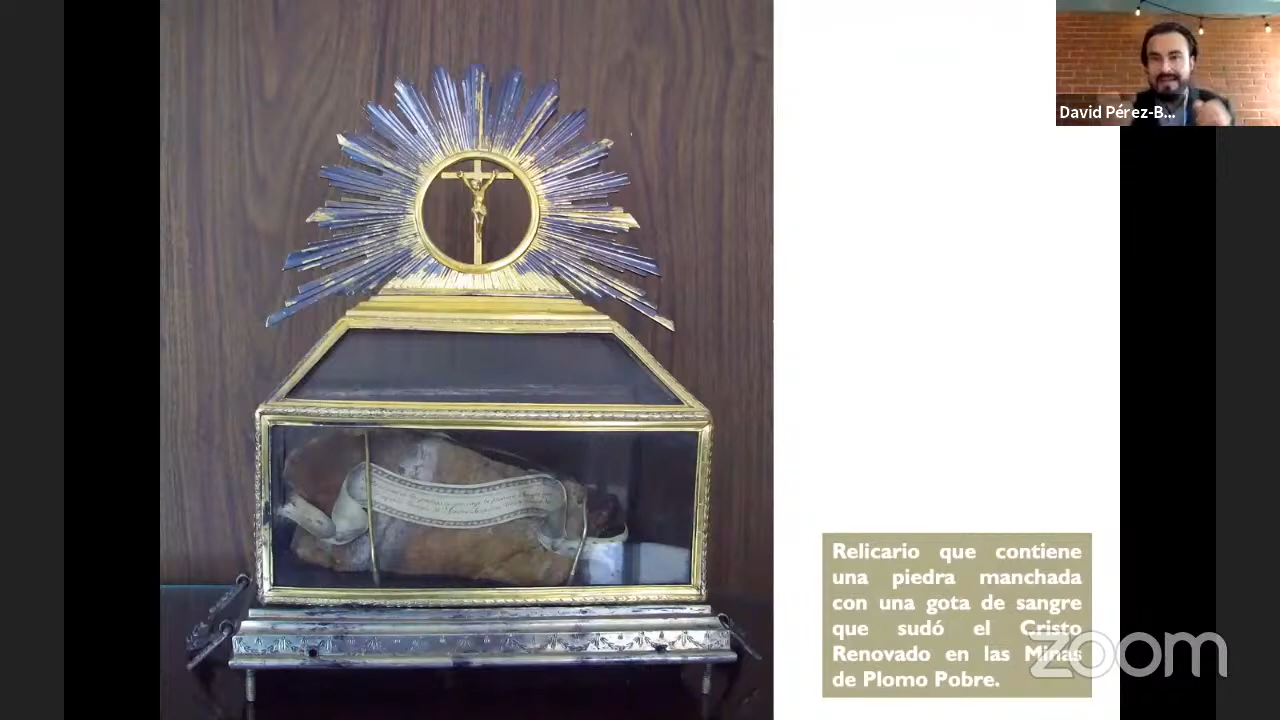 David Pérez-B...
Relicario que contiene
una piedra manchada
con una gota de sangre
que sudó el Cristo
Renovado en las Minas
de Plomo Pobre.
zoom